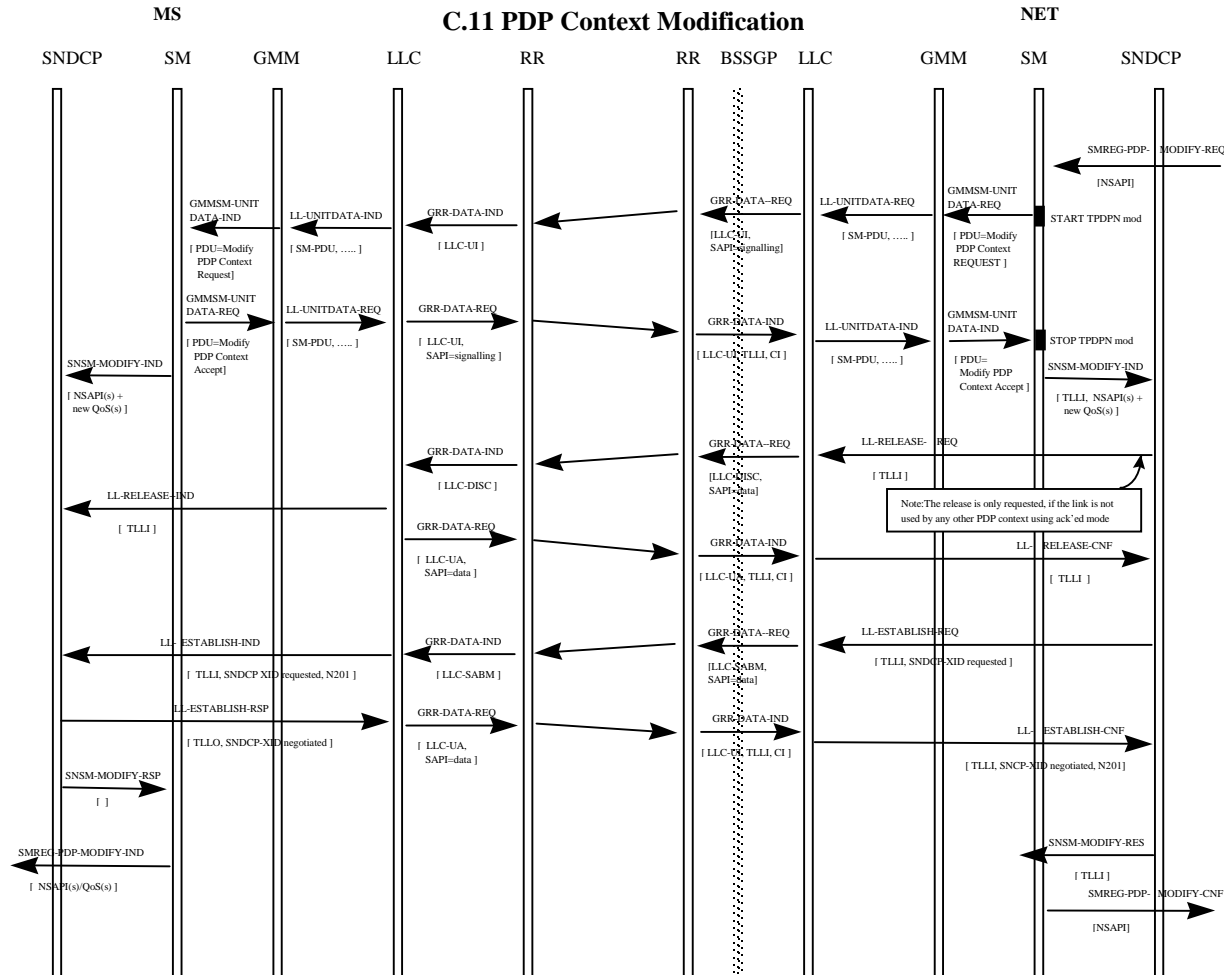 MS
C.11 PDP Context Modification
NET
SNDCP SM GMM LLC RR RR BSSGP LLC GMM SM SNDCP
SMREG-PDP- MODIFY-REQ
[NSAPI]
GMMSM-UNIT
DATA-IND
LL-UNITDATA-IND
GRR-DATA-IND
GRR-DATA--REQ
LL-UNITDATA-REQ
GMMSM-UNIT
DATA-REQ
START TPDPN mod
[ PDU=Modify
PDP Context
Request]
[ SM-PDU, ….. ]
[ LLC-UI ]
[LLC-UI,
SAPI=signalling]
[ SM-PDU, ….. ]
[ PDU=Modify
PDP Context
REQUEST ]
GMMSM-UNIT
DATA-REQ
LL-UNITDATA-REQ
GRR-DATA-REQ
GRR-DATA-IND
LL-UNITDATA-IND
GMMSM-UNIT
DATA-IND
STOP TPDPN mod
[PDU=Modify
PDP Context
Accept]
[ SM-PDU, ….. ]
[ LLC-UI,
SAPI=signalling ]
[ LLC-UI, TLLI, CI ]
[ SM-PDU, ….. ]
[ PDU=
Modify PDP
Context Accept ]
SNSM-MODIFY-IND
[ NSAPI(s) +
new QoS(s) ]
SNSM-MODIFY-IND
[ TLLI, NSAPI(s) +
new QoS(s) ]
GRR-DATA-IND
GRR-DATA--REQ
LL-RELEASE- REQ
[ LLC-DISC ]
[LLC-DISC,
SAPI=data]
[ TLLI ]
LL-RELEASE--IND
[ TLLI ]
Note:The release is only requested, if the link is not
used by any other PDP context using ack'ed mode
GRR-DATA-REQ
GRR-DATA-IND
LL- RELEASE-CNF
[ LLC-UA,
SAPI=data ]
[ LLC-UA, TLLI, CI ]
[ TLLI ]
LL- ESTABLISH-IND
GRR-DATA-IND
GRR-DATA--REQ
LL-ESTABLISH-REQ
[ TLLI, SNDCP XID requested, N201 ]
[ LLC-SABM ]
[LLC-SABM,
SAPI=data]
[ TLLI, SNDCP-XID requested ]
LL-ESTABLISH-RSP
GRR-DATA-REQ
GRR-DATA-IND
LL- ESTABLISH-CNF
[ TLLO, SNDCP-XID negotiated ]
[ LLC-UA,
SAPI=data ]
[ LLC-UI, TLLI, CI ]
[ TLLI, SNCP-XID negotiated, N201]
SNSM-MODIFY-RSP
[ ]
SMREG-PDP-MODIFY-IND
[ NSAPI(s)/QoS(s) ]
SNSM-MODIFY-RES
[ TLLI ]
SMREG-PDP- MODIFY-CNF
[NSAPI]